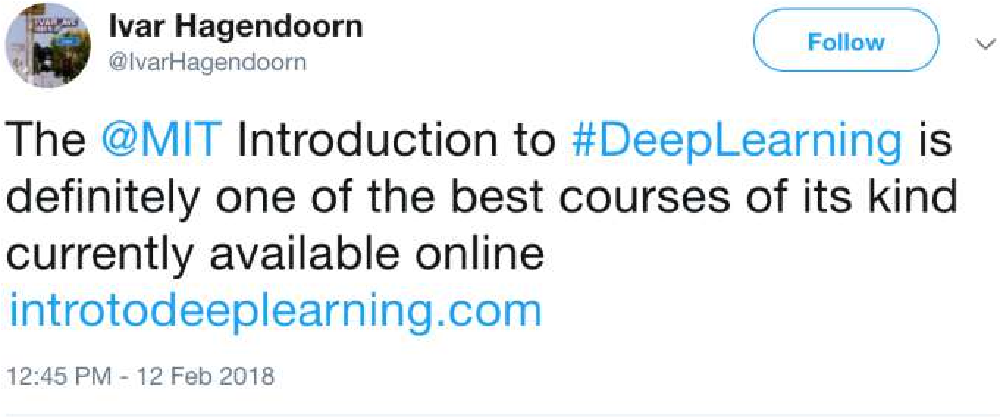 Ivar Hagendoorn
@IvarHagendoorn
Follow
The @MIT Introduction to #DeepLearning is
definitely one of the best courses of its kind
currently available online
introtodeeplearning.com
12:45 PM - 12 Feb 2018